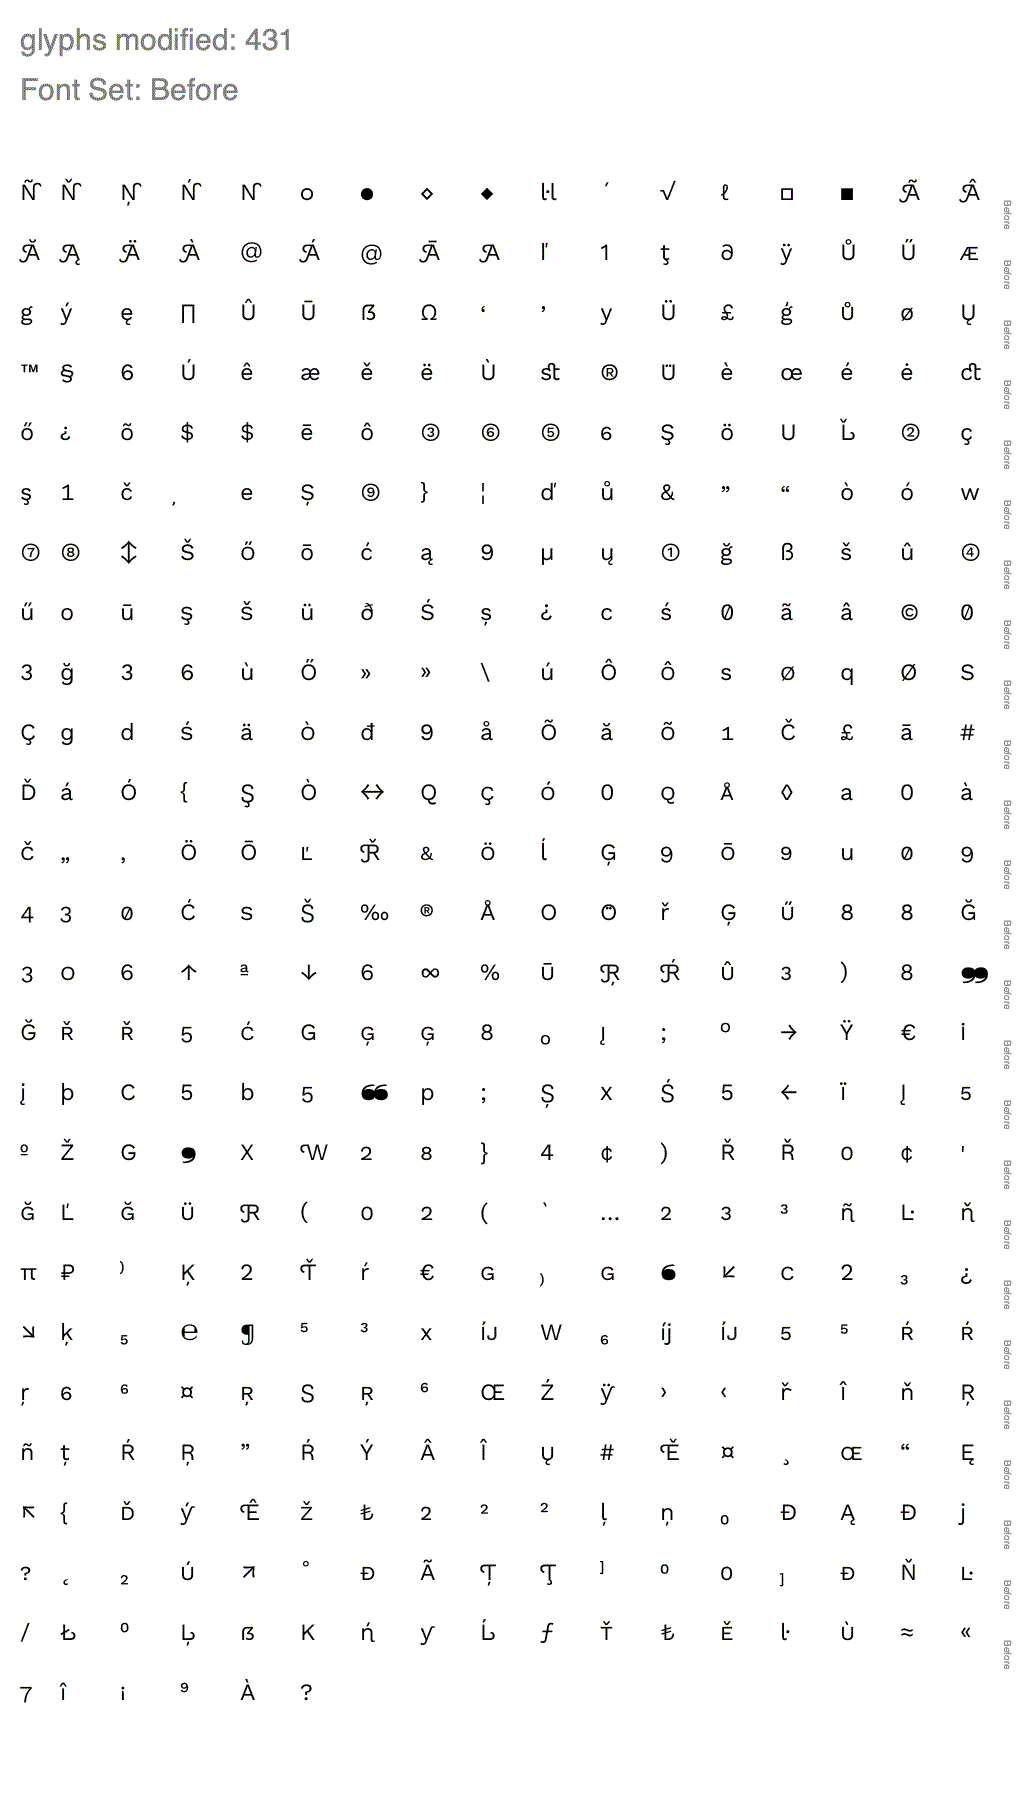 glyphs modified: 431
Font Set: Before
Ñ Ň Ņ Ń N o ● ⋄ ◆ ŀl ˊ √ ℓ □ ■ Ã Â Before
Ă Ą Ä À @ Á @ Ā A ľ 1 ţ ∂ ÿ Ů Ű Æ Before
g ý ę ∏ Û Ū ß Ω ‘ ’ y Ü £ ģ ů ø Ų Before
™ § 6 Ú ê æ ě ë Ù st ® Ü è œ é ė ct Before
ő ¿ õ $ $ ē ô ③ ⑥ ⑤ 6 Ş ö U Ľ ② ç Before
ş 1 č , e Ș ⑨ } ¦ ď ů & ” “ ò ó w Before
⑦ ⑧ ↕ Š ő ō ć ą 9 µ ų ① ğ ß š û ④ Before
ű o ū ş š ü ð Ś ș ¿ c ś 0 ã â © 0 Before
3 ğ 3 6 ù Ő » » \ ú Ô ô s ø q Ø S Before
Ç g d ś ä ò đ 9 å Õ ă õ 1 Č £ ā # Before
Ď á Ó { Ş Ò ↔ Q ç ó 0 Q Å ◊ a 0 à Before
č „ , Ö Ō Ľ Ř & ö ĺ Ģ 9 ō 9 u 0 9 Before
4 3 0 Ć s Š ‰ ® Å O Ö ř Ģ Ű 8 8 Ğ Before
3 O 6 ↑ ª ↓ 6 ∞ % Ū Ŗ Ŕ Û 3 ) 8 ❟❟ Before
Ğ Ř Ř 5 ć G Ģ Ģ 8 o Į ; o → Ÿ € i Before
į þ C 5 b 5 ❝ p ; Ș x Ś 5 ← ï Į 5 Before
º Ž G ❟ X W 2 8 } 4 ¢ ) Ř Ř 0 ¢ ' Before
Ğ Ľ Ğ Ü R ( 0 2 ( ` … 2 3 ³ ñ Ŀ ň Before
π ₽ ⁾ Ķ 2 Ť ŕ € G ₎ G ❛ ↙ C 2 ₃ ¿ Before
↘ ķ ₅ ℮ ¶ ⁵ ³ x ÍJ W ₆ íj ÍJ 5 ⁵ Ŕ Ŕ Before
ŗ 6 ⁶ ¤ Ŗ S Ŗ ⁶ Œ Ź ÿ › ‹ ř Î ň Ŗ Before
ñ ț Ŕ Ŗ ” Ŕ Ý Â Î ų # Ě ¤ ¸ Œ “ Ę Before
↖ { Ď ý Ê ž ₺ 2 ² ² ļ ņ ₀ Đ Ą Đ j Before
? ˛ ₂ Ú ↗ ˚ Đ Ã Ț Ţ ] ⁰ 0 ] Đ Ň Ŀ Before
/ Ł ⁰ Ļ ß K ń y Ĺ ƒ Ť ₺ Ě ŀ ù ≈ « Before
7 î i ⁹ À ?